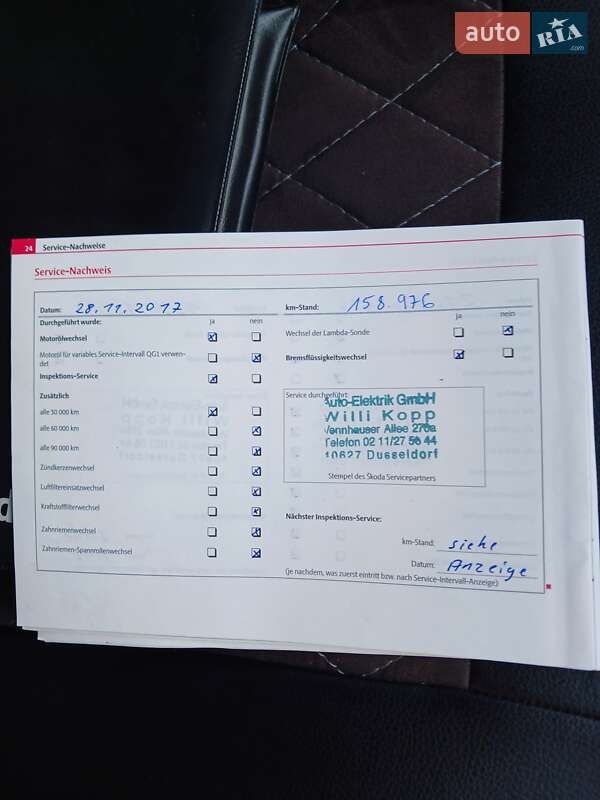 auto RIA .com
24 Service-Nachweise
Service-Nachweis
Datum: 28.11.2017
Durchgeführt wurde: ja nein
Motorölwechsel
Motoröl für variables Service-Intervall QG1 verwen-
det
Inspektions-Service
Zusätzlich
alle 30 000 km
alle 60 000 km
alle 90 000 km
Zündkerzenwechsel
Luftfiltereinsatzwechsel
Kraftstofffilterwechsel
Zahnriemenwechsel
Zahnriemen-Spannrollenwechsel
km-Stand: 158.976
ja nein
Wechsel der Lambda-Sonde
Bremsflüssigkeitswechsel
Service durchgeführt
Auto-Elektrik GmbH
Willi Kopp
Vennhauser Allee 270a
Telefon 02 11/27 56 44
Dusseldorf
Stempel des Škoda Servicepartners
Nächster Inspektions-Service:
km-Stand: siehe
Datum: Anzeige
(je nachdem, was zuerst eintritt bzw. nach Service-Intervall-Anzeige)